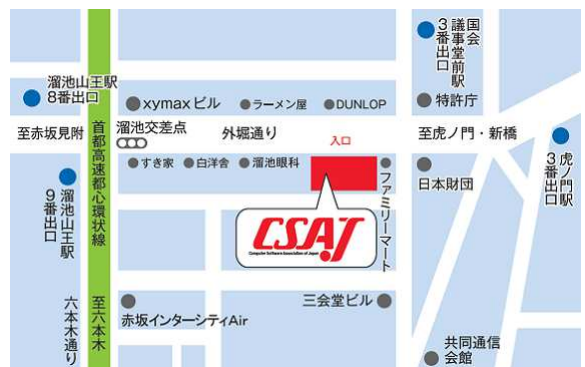 国会
議事堂前駅
3番出口
溜池山王駅
8番出口
xymaxビル
ラーメン屋
DUNLOP
特許庁
至赤坂見附
溜池交差点
外堀通り
入口
至虎ノ門・新橋
虎ノ門駅
3番出口
首都高速都心環状線
すき家
白洋舎
溜池眼科
ファミリーマート
日本財団
溜池山王駅
9番出口
CSAJ
Computer Software Association of Japan
六本木通り
至六本木
赤坂インターシティAir
三会堂ビル
共同通信
会館